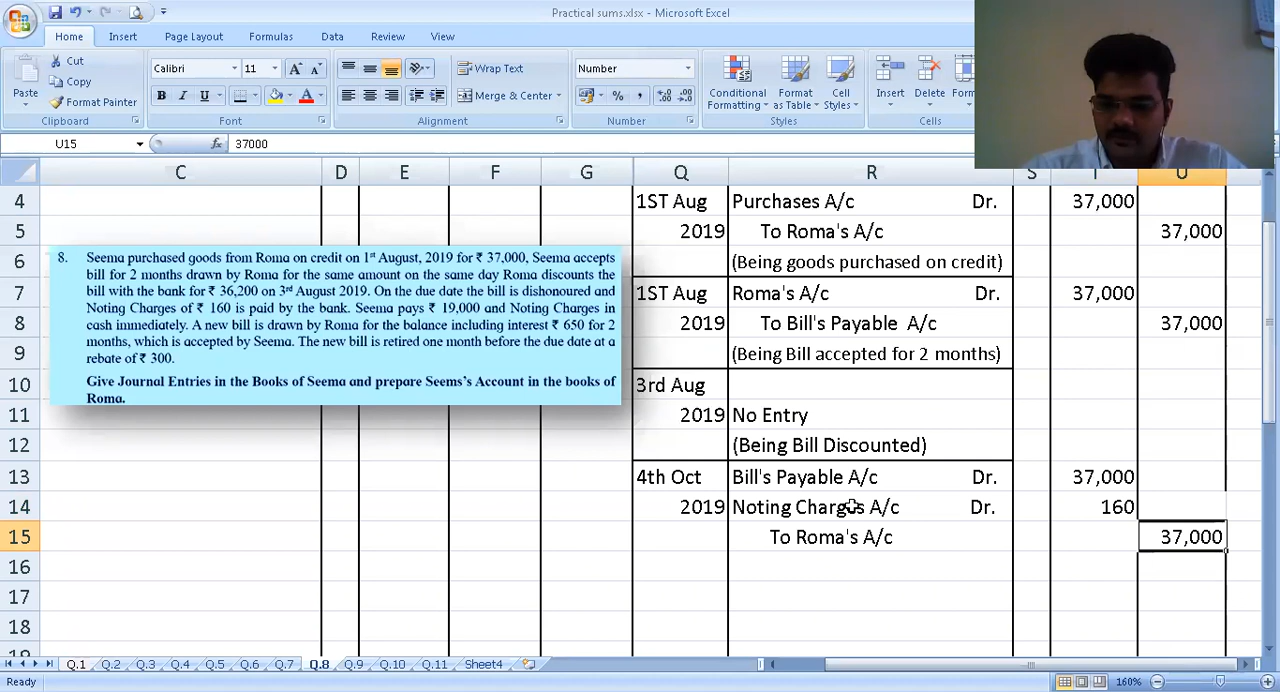 Practical sums.xlsx - Microsoft Excel
Home Insert Page Layout Formulas Data Review View
Paste
Cut
Copy
Format Painter
Clipboard
Calibri 11
B I U
Font
Wrap Text
Merge & Center
Alignment
Number
% ,
Number
Conditional Formatting
Format as Table
Cell Styles
Styles
Insert Delete Form
Cells
U15 fx 37000
C D E F G Q R S T U
4 1ST Aug Purchases A/c Dr. 37,000
5 2019 To Roma's A/c 37,000
6 (Being goods purchased on credit)
7 1ST Aug Roma's A/c Dr. 37,000
8 2019 To Bill's Payable A/c 37,000
9 (Being Bill accepted for 2 months)
10 3rd Aug
11 2019 No Entry
12 (Being Bill Discounted)
13 4th Oct Bill's Payable A/c Dr. 37,000
14 2019 Noting Charges A/c Dr. 160
15 To Roma's A/c 37,000
16
17
18
8. Seema purchased goods from Roma on credit on 1st August, 2019 for ₹ 37,000, Seema accepts
bill for 2 months drawn by Roma for the same amount on the same day Roma discounts the
bill with the bank for ₹ 36,200 on 3rd August 2019. On the due date the bill is dishonoured and
Noting Charges of ₹ 160 is paid by the bank. Seema pays ₹ 19,000 and Noting Charges in
cash immediately. A new bill is drawn by Roma for the balance including interest ₹ 650 for 2
months, which is accepted by Seema. The new bill is retired one month before the due date at a
rebate of ₹ 300.
Give Journal Entries in the Books of Seema and prepare Seems's Account in the books of
Roma.
Q.1 Q.2 Q.3 Q.4 Q.5 Q.6 Q.7 Q.8 Q.9 Q.10 Q.11 Sheet4
Ready 160%